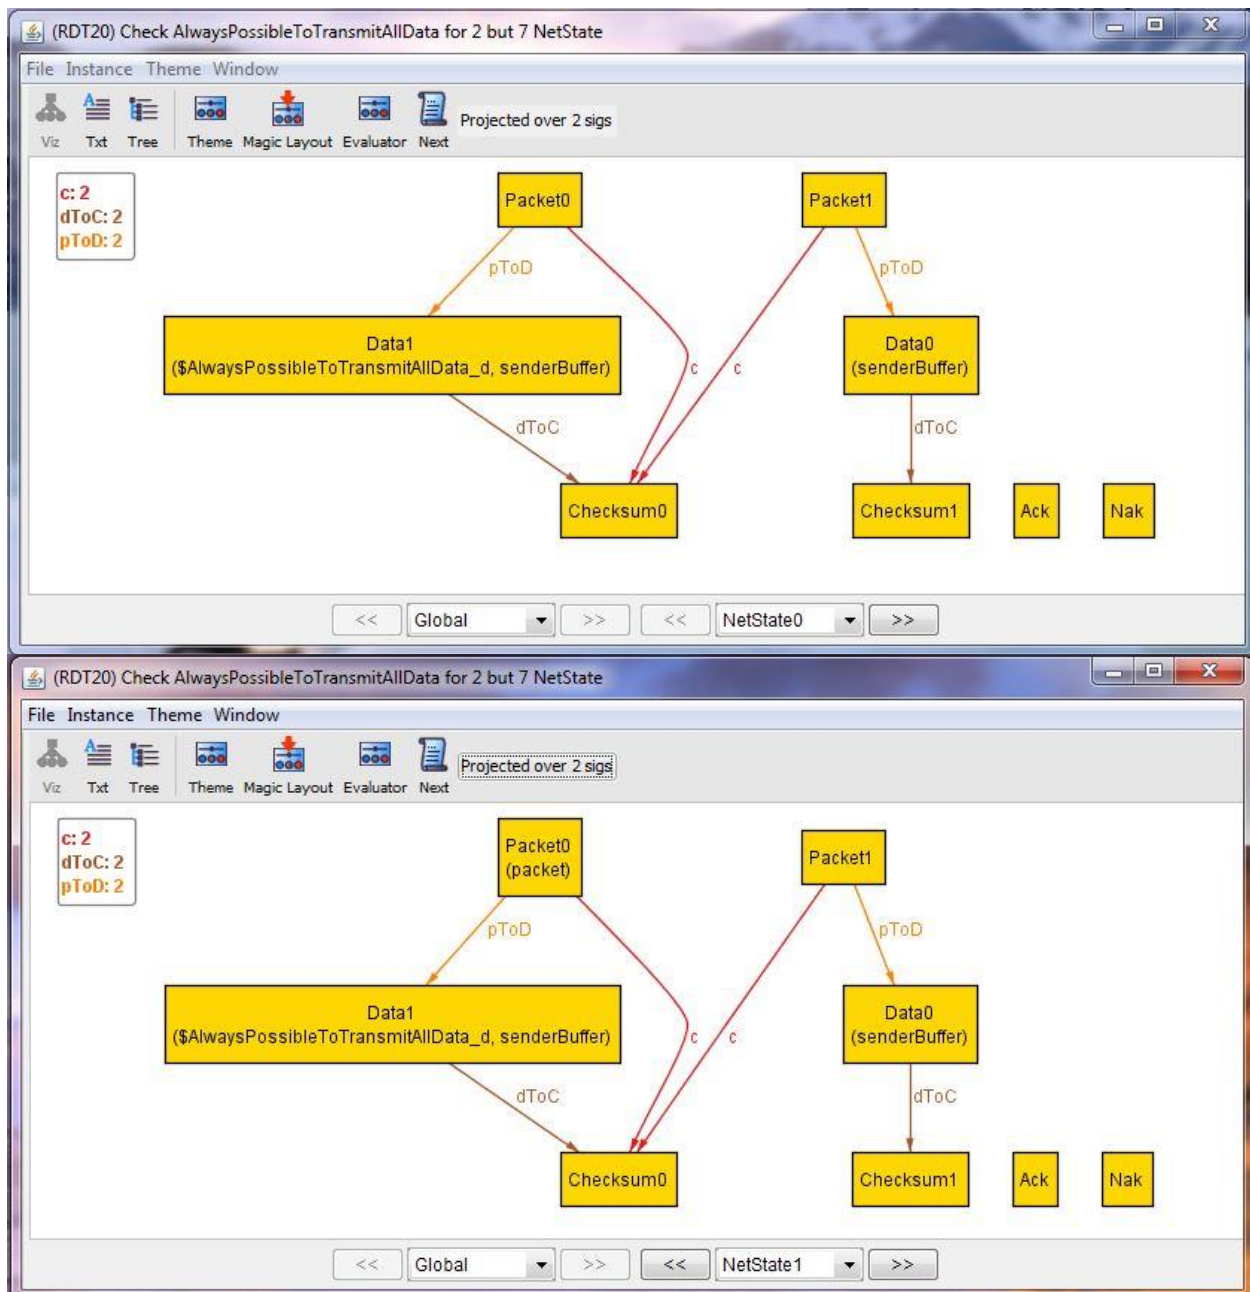 (RDT20) Check AlwaysPossibleToTransmitAllData for 2 but 7 NetState
File Instance Theme Window
Viz Txt Tree Theme Magic Layout Evaluator Next Projected over 2 sigs
c: 2
dToC: 2
pToD: 2
Packet0
Packet1
pToD
pToD
Data1
($AlwaysPossibleToTransmitAllData_d, senderBuffer)
Data0
(senderBuffer)
c
c
dToC
dToC
Checksum0
Checksum1
Ack
Nak
<< Global >> << NetState0 >>
(RDT20) Check AlwaysPossibleToTransmitAllData for 2 but 7 NetState
File Instance Theme Window
Viz Txt Tree Theme Magic Layout Evaluator Next Projected over 2 sigs
c: 2
dToC: 2
pToD: 2
Packet0
(packet)
Packet1
pToD
pToD
Data1
($AlwaysPossibleToTransmitAllData_d, senderBuffer)
Data0
(senderBuffer)
c
c
dToC
dToC
Checksum0
Checksum1
Ack
Nak
<< Global >> << NetState1 >>